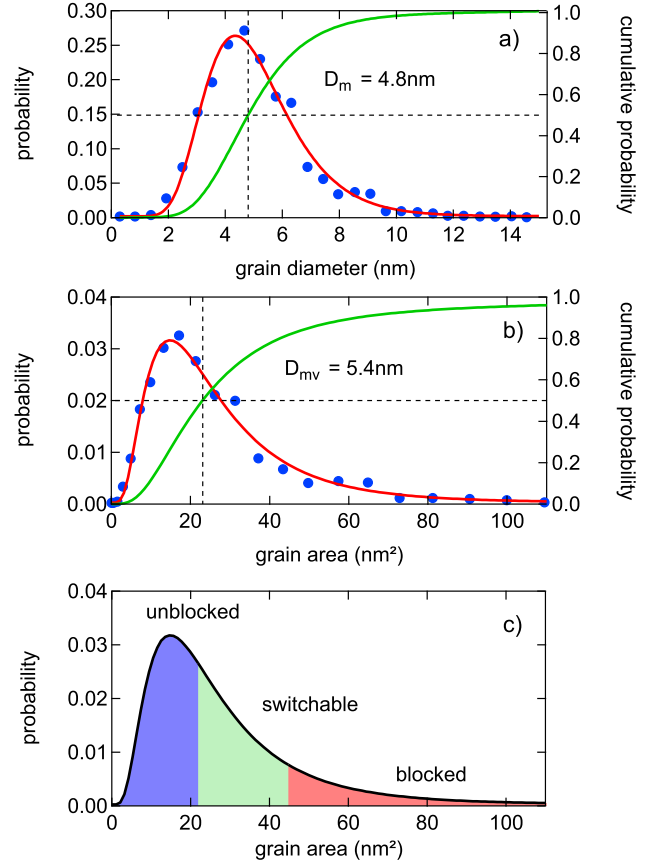 0.30
0.25
0.20
0.15
0.10
0.05
0.00
probability
a)
Dm = 4.8nm
1.0
0.8
0.6
0.4
0.2
0.0
cumulative probability
0 2 4 6 8 10 12 14
grain diameter (nm)
0.04
0.03
0.02
0.01
0.00
probability
b)
Dmv = 5.4nm
1.0
0.8
0.6
0.4
0.2
0.0
cumulative probability
0 20 40 60 80 100
grain area (nm²)
0.04
0.03
0.02
0.01
0.00
probability
unblocked
c)
switchable
blocked
0 20 40 60 80 100
grain area (nm²)